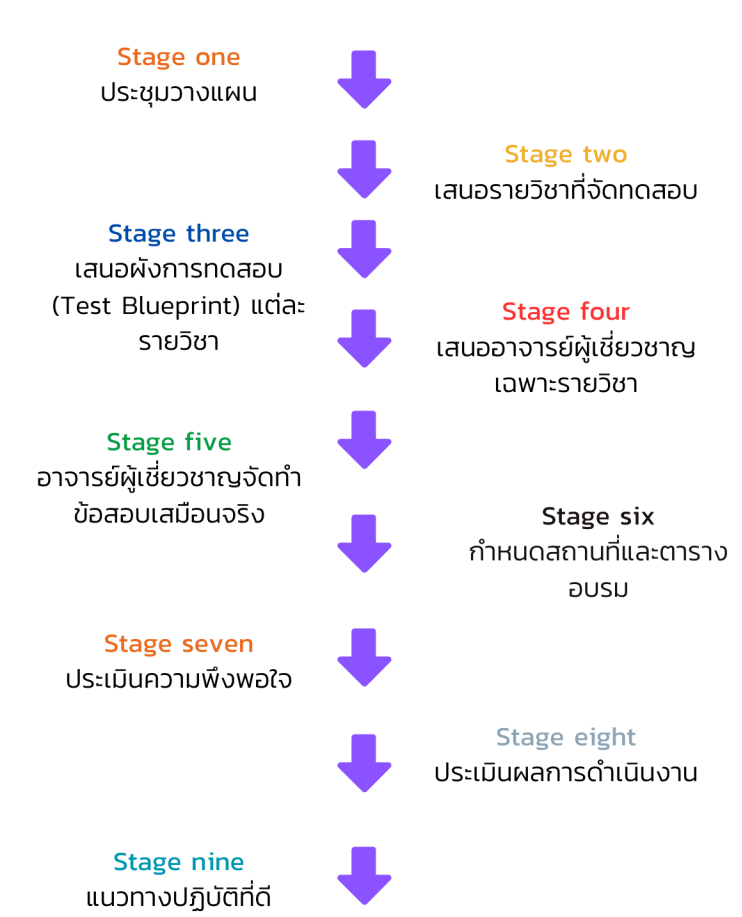 Stage one
ประชุมวางแผน
Stage two
เสนอรายวิชาที่จัดทดสอบ
Stage three
เสนอผังการทดสอบ
(Test Blueprint) แต่ละ
รายวิชา
Stage four
เสนออาจารย์ผู้เชี่ยวชาญ
เฉพาะรายวิชา
Stage five
อาจารย์ผู้เชี่ยวชาญจัดทำ
ข้อสอบเสมือนจริง
Stage six
กำหนดสถานที่และตาราง
อบรม
Stage seven
ประเมินความพึงพอใจ
Stage eight
ประเมินผลการดำเนินงาน
Stage nine
แนวทางปฏิบัติที่ดี